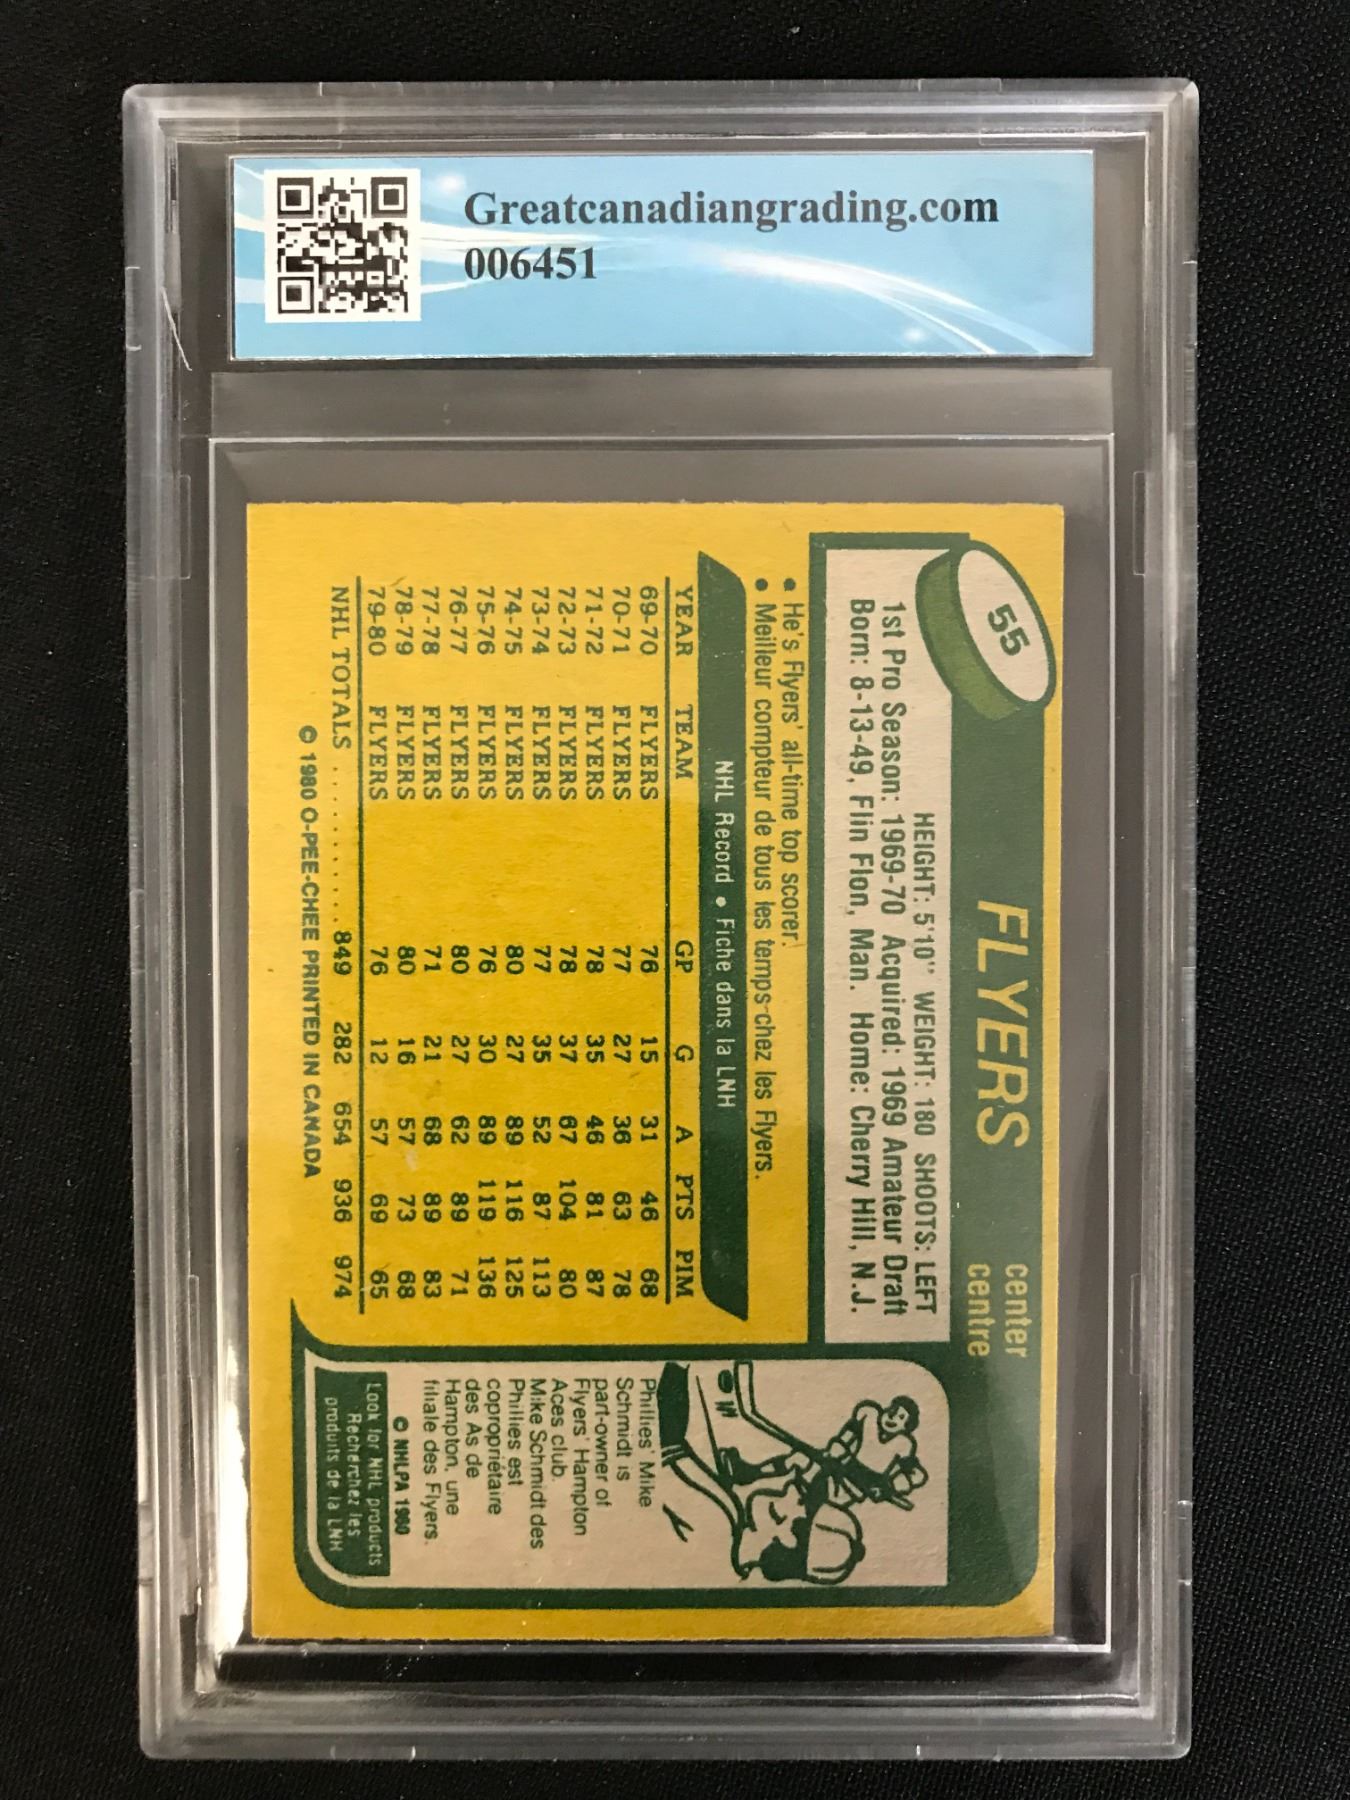 Greatcanadiangrading.com
006451
55
FLYERS
center
centre
HEIGHT: 5'10" WEIGHT: 180 SHOOTS: LEFT
1st Pro Season: 1969-70 Acquired: 1969 Amateur Draft
Born: 8-13-49, Flin Flon, Man. Home: Cherry Hill, N.J.
• He's Flyers' all-time top scorer.
• Meilleur compteur de tous les temps chez les Flyers.
NHL Record • Fiche dans la LNH
YEAR TEAM GP G A PTS PIM
69-70 FLYERS 76 15 31 46 68
70-71 FLYERS 77 27 36 63 78
71-72 FLYERS 78 35 46 81 87
72-73 FLYERS 78 37 67 104 80
73-74 FLYERS 77 35 52 87 113
74-75 FLYERS 80 27 89 116 125
75-76 FLYERS 76 30 89 119 136
76-77 FLYERS 80 27 62 89 71
77-78 FLYERS 71 21 68 89 83
78-79 FLYERS 80 16 57 73 68
79-80 FLYERS 76 12 57 69 65
NHL TOTALS .......... 849 282 654 936 974
© 1980 O-PEE-CHEE PRINTED IN CANADA
Phillies' Mike
Schmidt is
part-owner of
Flyers' Hampton
Aces club.
Mike Schmidt des
Phillies est
copropriétaire
des As de
Hampton, une
filiale des Flyers.
© NHLPA 1980
Look for NHL products
Recherchez les
produits de la LNH